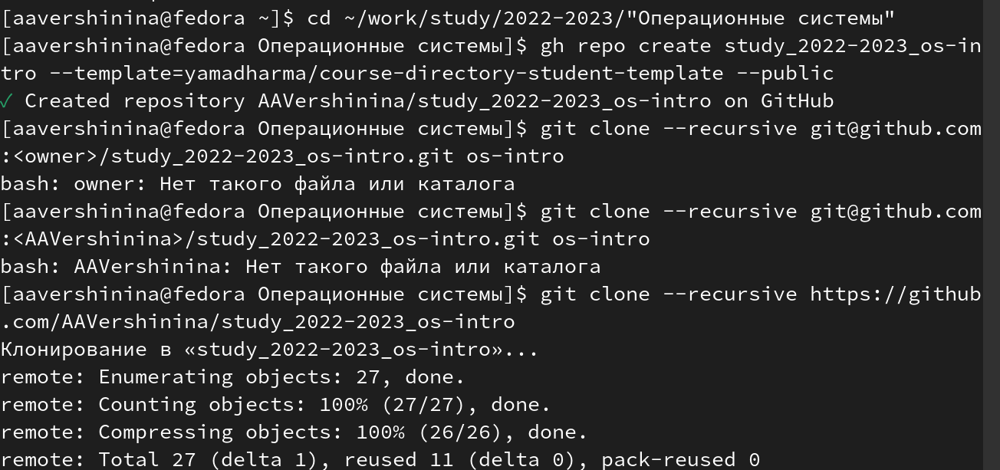 [aavershinina@fedora ~]$ cd ~/work/study/2022-2023/"Операционные системы"
[aavershinina@fedora Операционные системы]$ gh repo create study_2022-2023_os-in
tro --template=yamadharma/course-directory-student-template --public
✓ Created repository AAVershinina/study_2022-2023_os-intro on GitHub
[aavershinina@fedora Операционные системы]$ git clone --recursive git@github.com
:<owner>/study_2022-2023_os-intro.git os-intro
bash: owner: Нет такого файла или каталога
[aavershinina@fedora Операционные системы]$ git clone --recursive git@github.com
:<AAVershinina>/study_2022-2023_os-intro.git os-intro
bash: AAVershinina: Нет такого файла или каталога
[aavershinina@fedora Операционные системы]$ git clone --recursive https://github
.com/AAVershinina/study_2022-2023_os-intro
Клонирование в «study_2022-2023_os-intro»...
remote: Enumerating objects: 27, done.
remote: Counting objects: 100% (27/27), done.
remote: Compressing objects: 100% (26/26), done.
remote: Total 27 (delta 1), reused 11 (delta 0), pack-reused 0